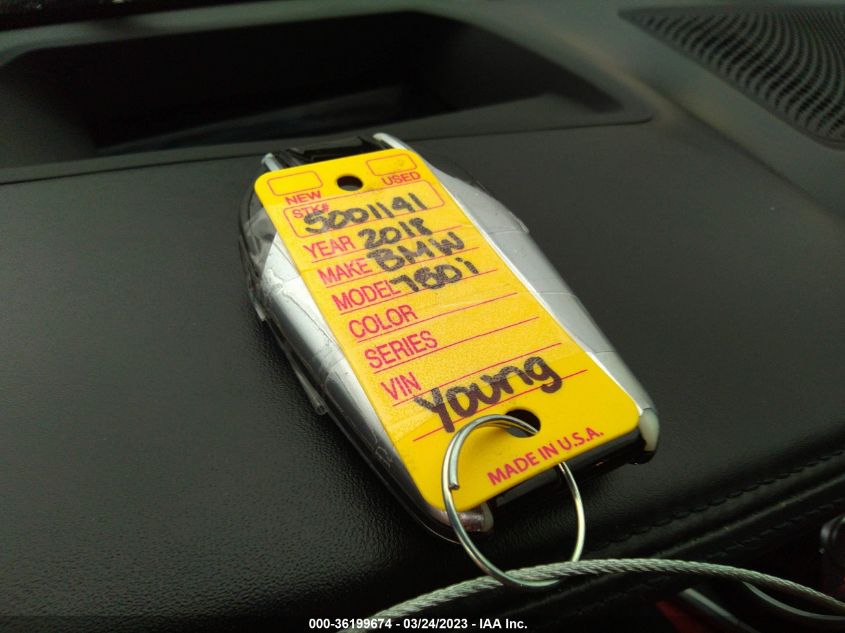 NEW USED
STK# 5001141
YEAR 2018
MAKE BMW
MODEL 750i
COLOR
SERIES
VIN
Young
MADE IN U.S.A.
000-36199674 - 03/24/2023 - IAA Inc.